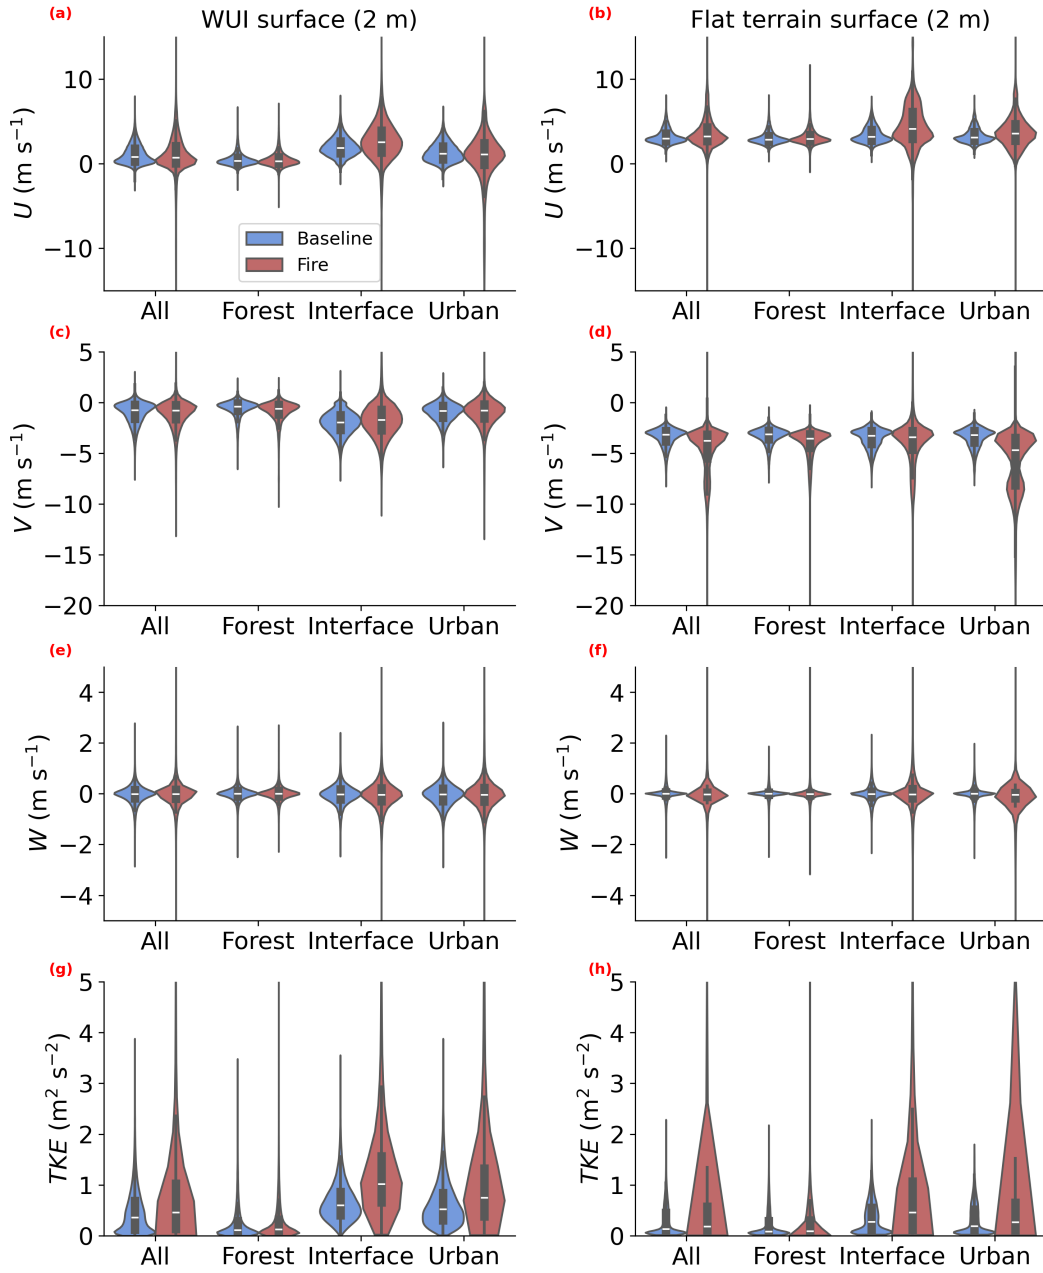 (a)
WUI surface (2 m)
(b)
Flat terrain surface (2 m)
U (m s⁻¹)
10
0
−10
Baseline
Fire
All Forest Interface Urban
U (m s⁻¹)
10
0
−10
All Forest Interface Urban
(c)
V (m s⁻¹)
5
0
−5
−10
−15
−20
All Forest Interface Urban
(d)
V (m s⁻¹)
5
0
−5
−10
−15
−20
All Forest Interface Urban
(e)
W (m s⁻¹)
4
2
0
−2
−4
All Forest Interface Urban
(f)
W (m s⁻¹)
4
2
0
−2
−4
All Forest Interface Urban
(g)
TKE (m² s⁻²)
5
4
3
2
1
0
All Forest Interface Urban
(h)
TKE (m² s⁻²)
5
4
3
2
1
0
All Forest Interface Urban